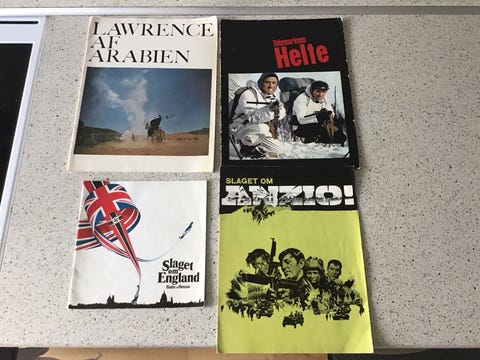 LAWRENCE
AF
ARABIEN
Telemarkens
Helte
Slaget
om
England
Battle of Britain
SLAGET OM
ANZIO!